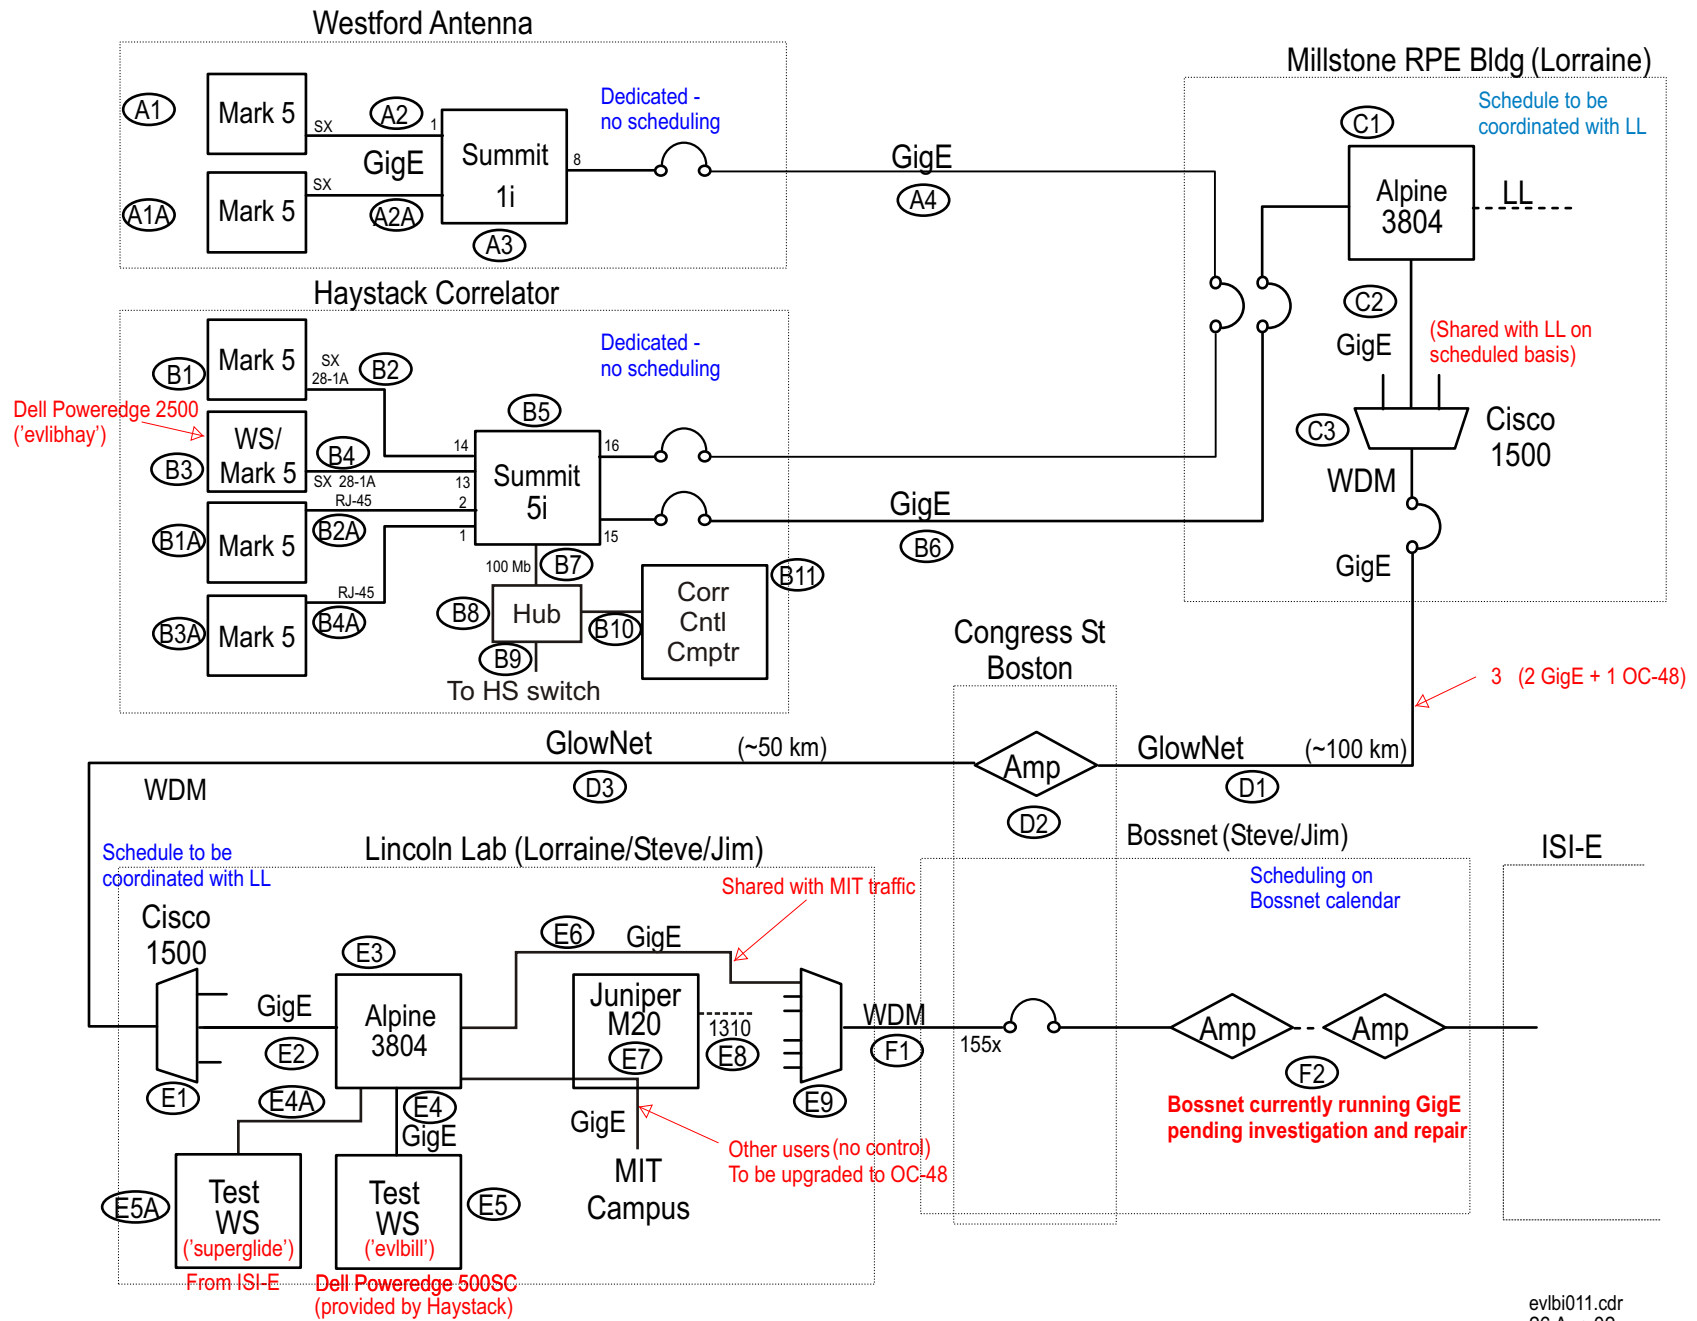 Westford Antenna
A1
Mark 5
SX
A2
1
GigE
A1A
Mark 5
SX
A2A
Summit
1i
A3
8
Dedicated -
no scheduling
GigE
A4
Millstone RPE Bldg (Lorraine)
Schedule to be
coordinated with LL
C1
Alpine
3804
LL
C2
GigE
(Shared with LL on
scheduled basis)
C3
Cisco
1500
WDM
GigE
Haystack Correlator
B1
Mark 5
SX
28-1A
B2
Dell Poweredge 2500
('evlibhay')
B3
WS/
Mark 5
B4
SX 28-1A
RJ-45
B1A
Mark 5
B2A
RJ-45
B3A
Mark 5
B4A
B5
14
13
2
1
Summit
5i
16
15
Dedicated -
no scheduling
GigE
B6
100 Mb
B7
B8
Hub
B9
B10
B11
Corr
Cntl
Cmptr
To HS switch
Congress St
Boston
3 (2 GigE + 1 OC-48)
GlowNet
(~50 km)
D3
Amp
D2
GlowNet
(~100 km)
D1
WDM
Lincoln Lab (Lorraine/Steve/Jim)
Schedule to be
coordinated with LL
Cisco
1500
E1
GigE
E2
E3
Alpine
3804
E4A
E4
GigE
E5A
Test
WS
('superglide')
From ISI-E
Test
WS
('evlbill')
E5
Dell Poweredge 500SC
(provided by Haystack)
E6
GigE
Shared with MIT traffic
Juniper
M20
E7
1310
E8
GigE
MIT
Campus
Other users (no control)
To be upgraded to OC-48
E9
Bossnet (Steve/Jim)
Scheduling on
Bossnet calendar
WDM
F1
155x
Amp
Amp
F2
Bossnet currently running GigE
pending investigation and repair
ISI-E
evlbi011.cdr